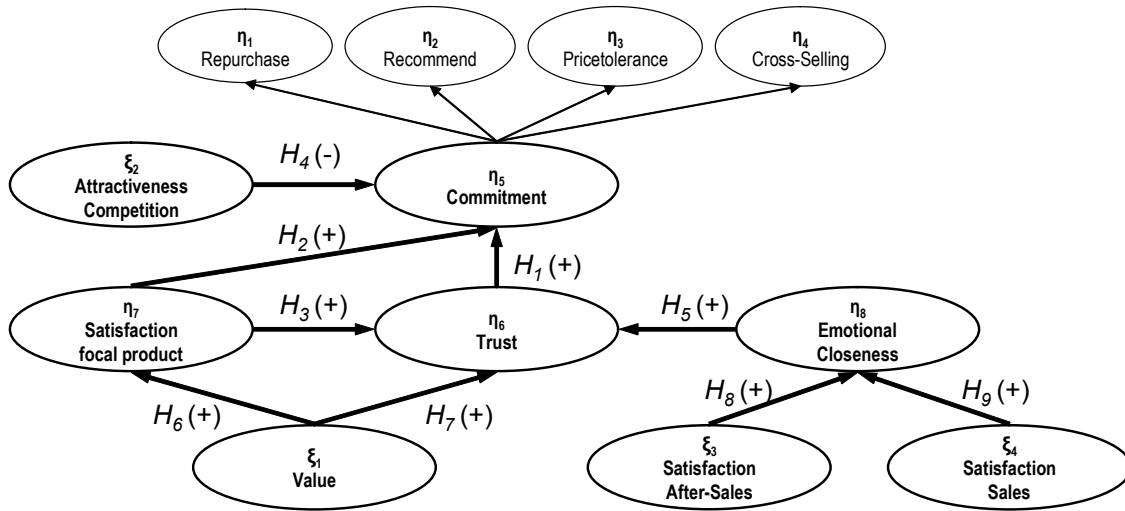 η1
Repurchase
η2
Recommend
η3
Pricetolerance
η4
Cross-Selling
ξ2
Attractiveness
Competition
H4 (-)
η5
Commitment
H2 (+)
H1 (+)
η7
Satisfaction
focal product
H3 (+)
η6
Trust
H5 (+)
η8
Emotional
Closeness
H6 (+)
H7 (+)
H8 (+)
H9 (+)
ξ1
Value
ξ3
Satisfaction
After-Sales
ξ4
Satisfaction
Sales